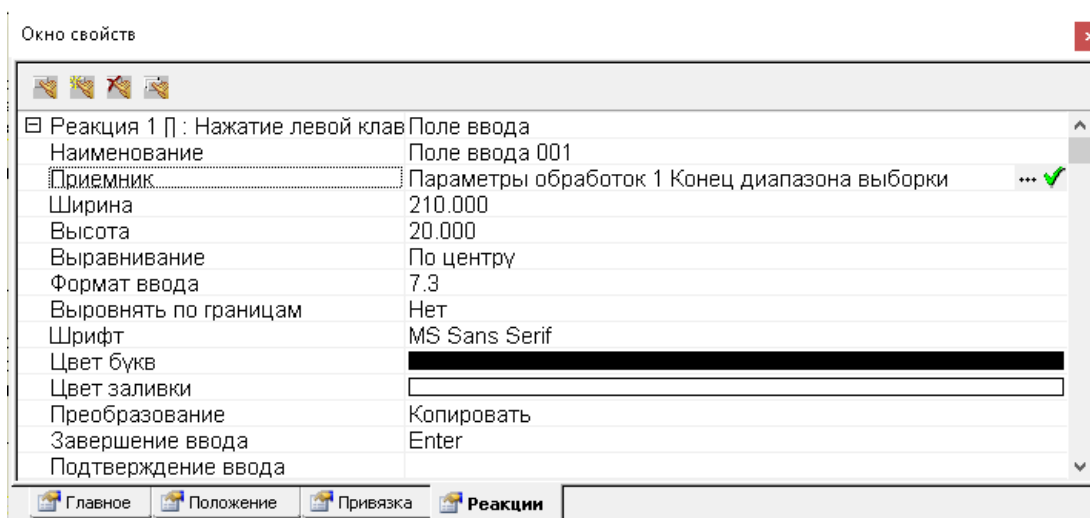 Окно свойств
Реакция 1 [] : Нажатие левой клав Поле ввода
Наименование Поле ввода 001
Приемник Параметры обработок 1 Конец диапазона выборки ...
Ширина 210.000
Высота 20.000
Выравнивание По центру
Формат ввода 7.3
Выровнять по границам Нет
Шрифт MS Sans Serif
Цвет букв
Цвет заливки
Преобразование Копировать
Завершение ввода Enter
Подтверждение ввода
Главное Положение Привязка Реакции